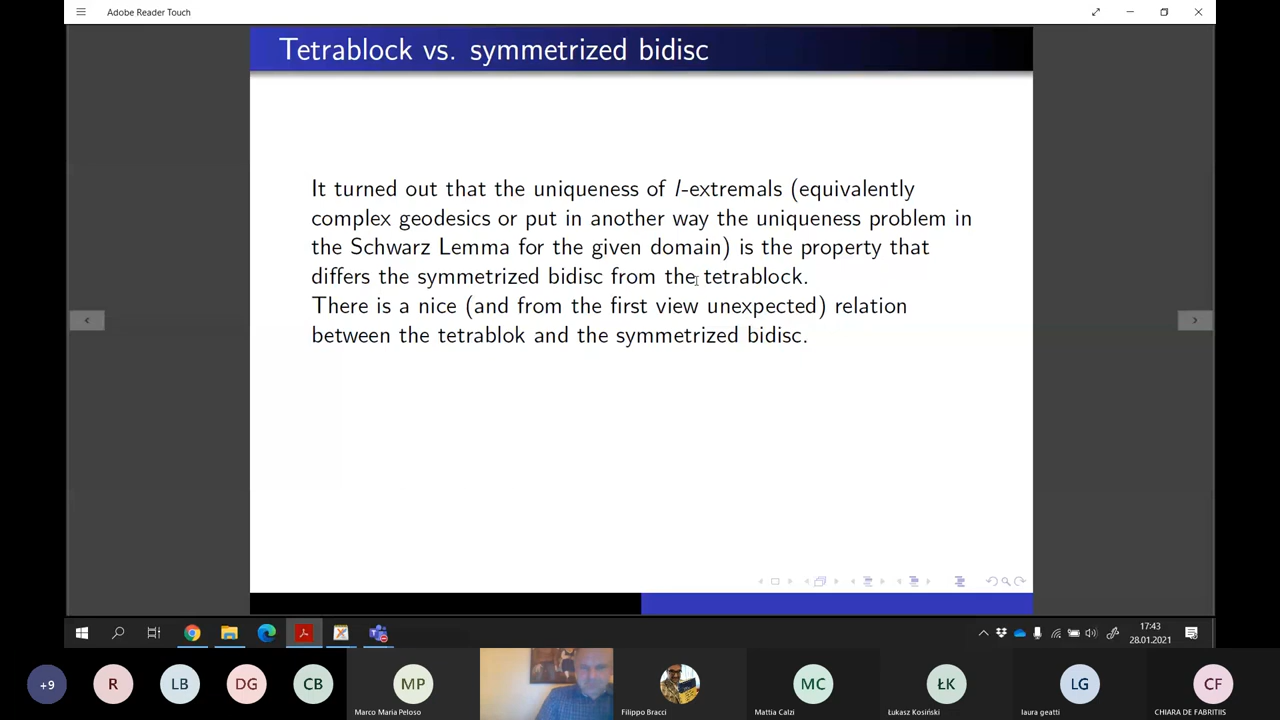 Adobe Reader Touch
Tetrablock vs. symmetrized bidisc
It turned out that the uniqueness of l-extremals (equivalently
complex geodesics or put in another way the uniqueness problem in
the Schwarz Lemma for the given domain) is the property that
differs the symmetrized bidisc from the tetrablock.
There is a nice (and from the first view unexpected) relation
between the tetrablok and the symmetrized bidisc.
17:43
28.01.2021
+9
R
LB
DG
CB
MP
MC
ŁK
LG
CF
Marco Maria Peloso
Filippo Bracci
Mattia Calzi
Łukasz Kosiński
laura geatti
CHIARA DE FABRITIIS